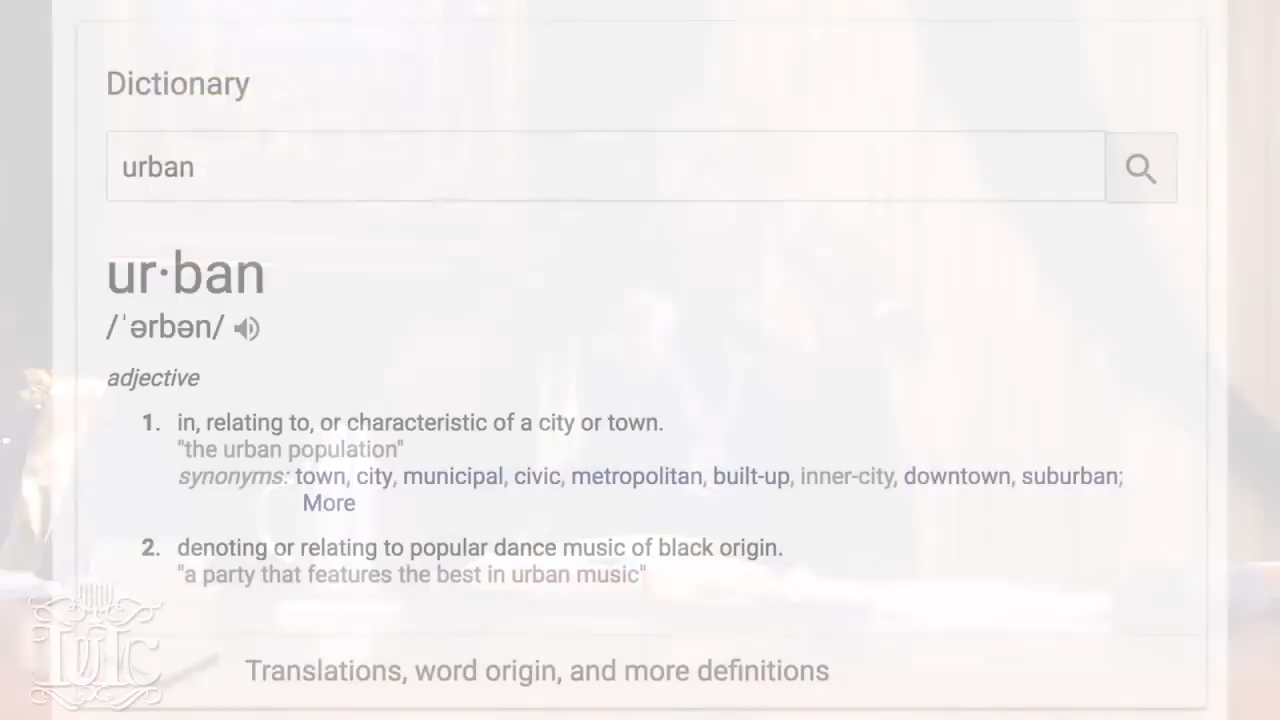 Dictionary
urban
ur·ban
/ˈərbən/
adjective
1. in, relating to, or characteristic of a city or town.
"the urban population"
synonyms: town, city, municipal, civic, metropolitan, built-up, inner-city, downtown, suburban;
More
2. denoting or relating to popular dance music of black origin.
"a party that features the best in urban music"
IUIC
Translations, word origin, and more definitions